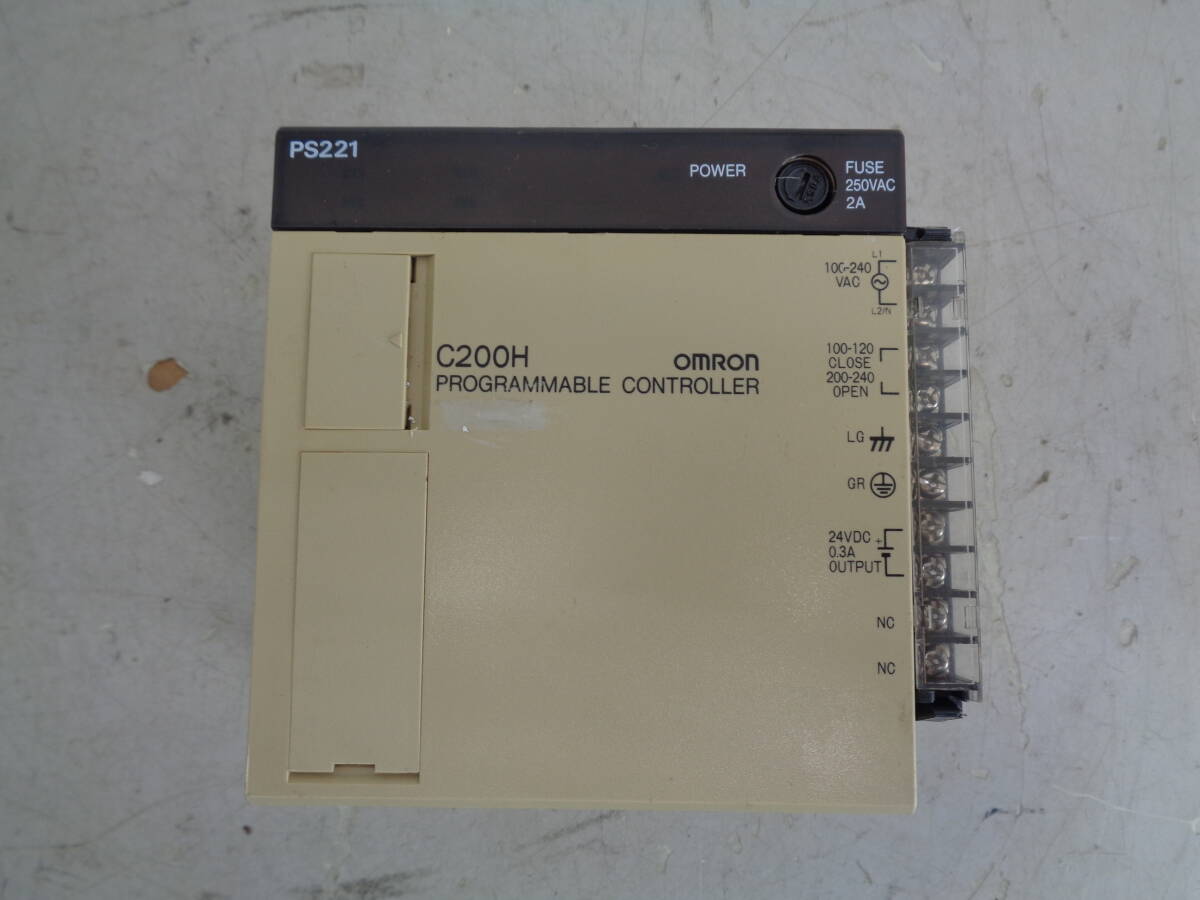 PS221
POWER
FUSE
250VAC
2A
L1
100-240
VAC
L2/N
C200H
omron
PROGRAMMABLE CONTROLLER
100-120
CLOSE
200-240
OPEN
LG
GR
24VDC +
0.3A
OUTPUT
NC
NC